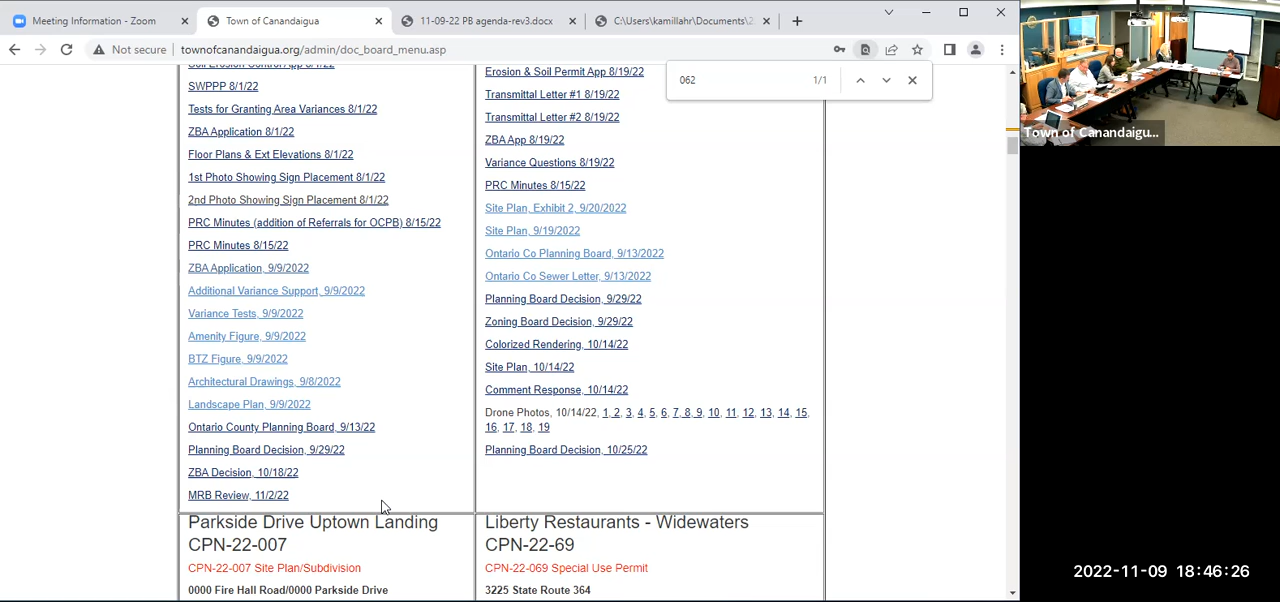 Meeting Information - Zoom
Town of Canandaigua
11-09-22 PB agenda-rev3.docx
C:\Users\kamillahr\Documents\2
Not secure
townofcanandaigua.org/admin/doc_board_menu.asp
062
1/1
Soil Erosion Control App 8/1/22
SWPPP 8/1/22
Tests for Granting Area Variances 8/1/22
ZBA Application 8/1/22
Floor Plans & Ext Elevations 8/1/22
1st Photo Showing Sign Placement 8/1/22
2nd Photo Showing Sign Placement 8/1/22
PRC Minutes (addition of Referrals for OCPB) 8/15/22
PRC Minutes 8/15/22
ZBA Application, 9/9/2022
Additional Variance Support, 9/9/2022
Variance Tests, 9/9/2022
Amenity Figure, 9/9/2022
BTZ Figure, 9/9/2022
Architectural Drawings, 9/8/2022
Landscape Plan, 9/9/2022
Ontario County Planning Board, 9/13/22
Planning Board Decision, 9/29/22
ZBA Decision, 10/18/22
MRB Review, 11/2/22
Erosion & Soil Permit App 8/19/22
Transmittal Letter #1 8/19/22
Transmittal Letter #2 8/19/22
ZBA App 8/19/22
Variance Questions 8/19/22
PRC Minutes 8/15/22
Site Plan, Exhibit 2, 9/20/2022
Site Plan, 9/19/2022
Ontario Co Planning Board, 9/13/2022
Ontario Co Sewer Letter, 9/13/2022
Planning Board Decision, 9/29/22
Zoning Board Decision, 9/29/22
Colorized Rendering, 10/14/22
Site Plan, 10/14/22
Comment Response, 10/14/22
Drone Photos, 10/14/22, 1, 2, 3, 4, 5, 6, 7, 8, 9, 10, 11, 12, 13, 14, 15,
16, 17, 18, 19
Planning Board Decision, 10/25/22
Parkside Drive Uptown Landing
CPN-22-007
CPN-22-007 Site Plan/Subdivision
0000 Fire Hall Road/0000 Parkside Drive
Liberty Restaurants - Widewaters
CPN-22-69
CPN-22-069 Special Use Permit
3225 State Route 364
Town of Canandaigu...
2022-11-09 18:46:26